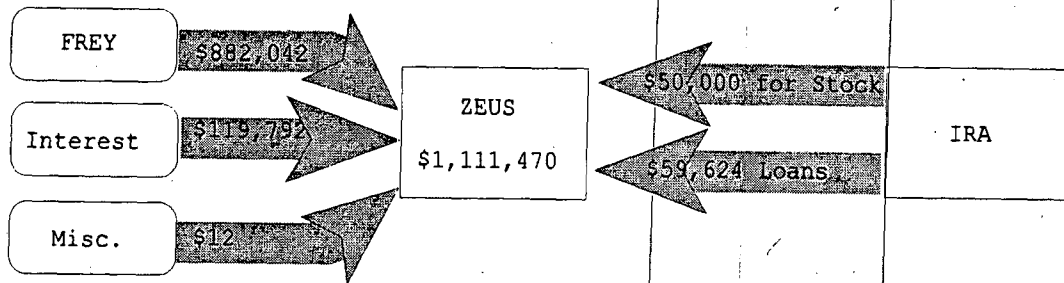 FREY
$882,042
$50,000 for Stock
ZEUS
Interest
$119,792
$1,111,470
IRA
$59,624 Loans
Misc.
$12